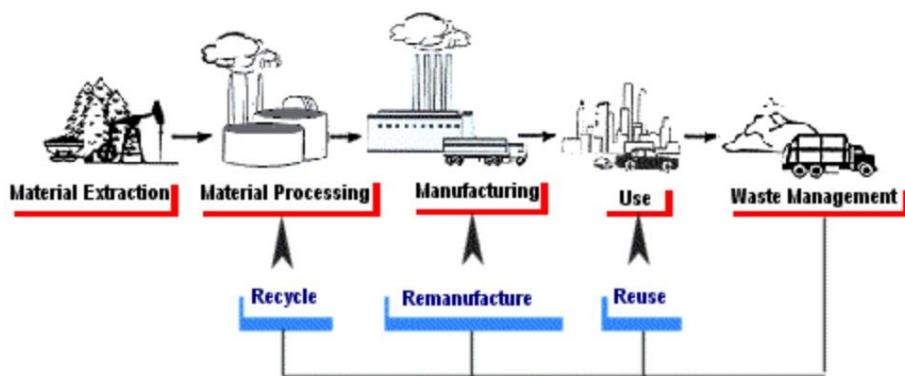 Material Extraction
Material Processing
Manufacturing
Use
Waste Management
Recycle
Remanufacture
Reuse